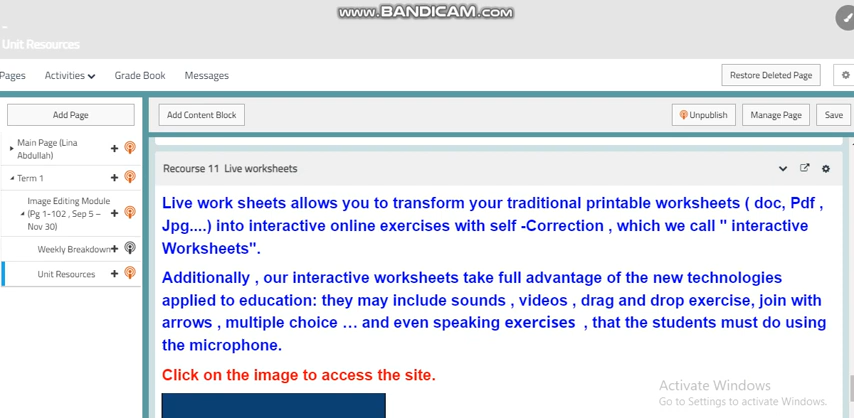 www.BANDICAM.com
Unit Resources
Pages Activities Grade Book Messages Restore Deleted Page
Add Page Add Content Block Unpublish Manage Page Save
Main Page (Lina
Abdullah)
Term 1
Image Editing Module
(Pg 1-102 , Sep 5 –
Nov 30)
Weekly Breakdown
Unit Resources
Recourse 11 Live worksheets
Live work sheets allows you to transform your traditional printable worksheets ( doc, Pdf ,
Jpg....) into interactive online exercises with self -Correction , which we call " interactive
Worksheets".
Additionally , our interactive worksheets take full advantage of the new technologies
applied to education: they may include sounds , videos , drag and drop exercise, join with
arrows , multiple choice ... and even speaking exercises , that the students must do using
the microphone.
Click on the image to access the site.
Activate Windows
Go to Settings to activate Windows.